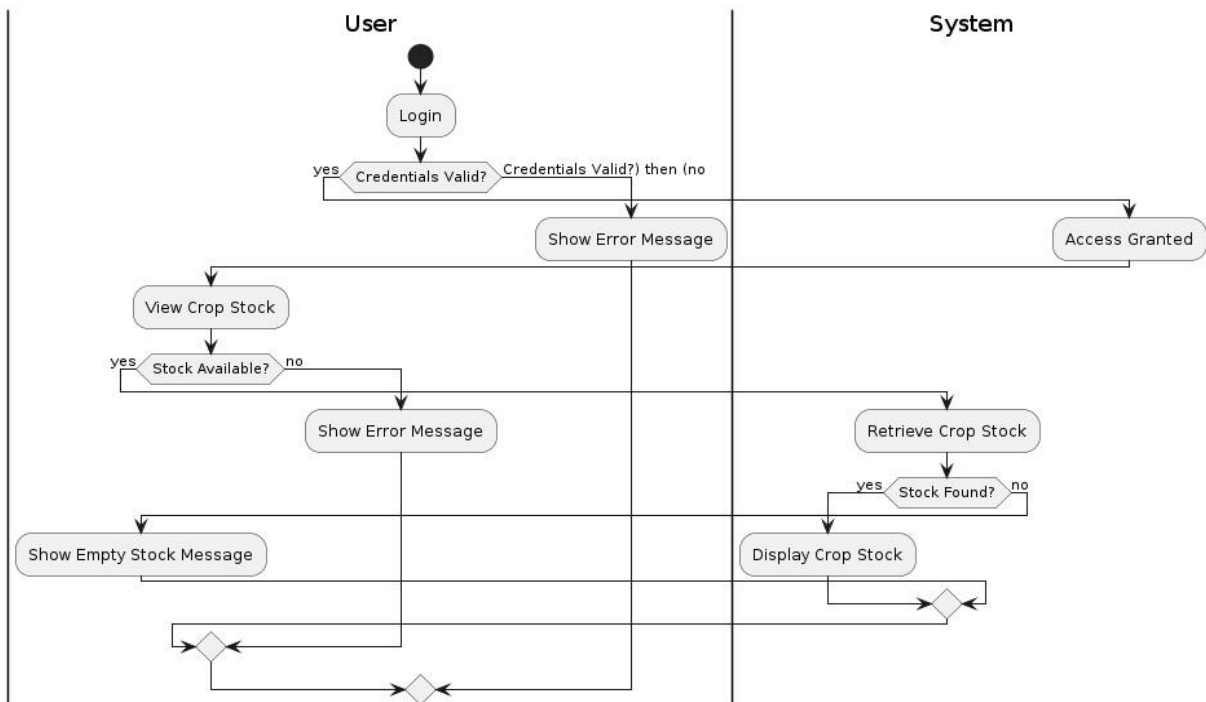 User
System
Login
yes
Credentials Valid?
Credentials Valid?) then (no
Show Error Message
Access Granted
View Crop Stock
yes
Stock Available?
no
Show Error Message
Retrieve Crop Stock
yes
Stock Found?
no
Show Empty Stock Message
Display Crop Stock